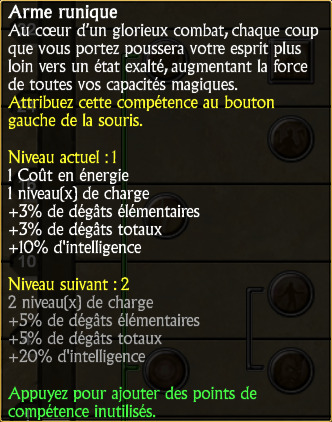 Arme runique
Au cœur d'un glorieux combat, chaque coup
que vous portez poussera votre esprit plus
loin vers un état exalté, augmentant la force
de toutes vos capacités magiques.
Attribuez cette compétence au bouton
gauche de la souris.
Niveau actuel : 1
1 Coût en énergie
1 niveau(x) de charge
+3% de dégâts élémentaires
+3% de dégâts totaux
+10% d'intelligence
10
Niveau suivant : 2
2 niveau(x) de charge
+5% de dégâts élémentaires
+5% de dégâts totaux
+20% d'intelligence
Appuyez pour ajouter des points de
compétence inutilisés.